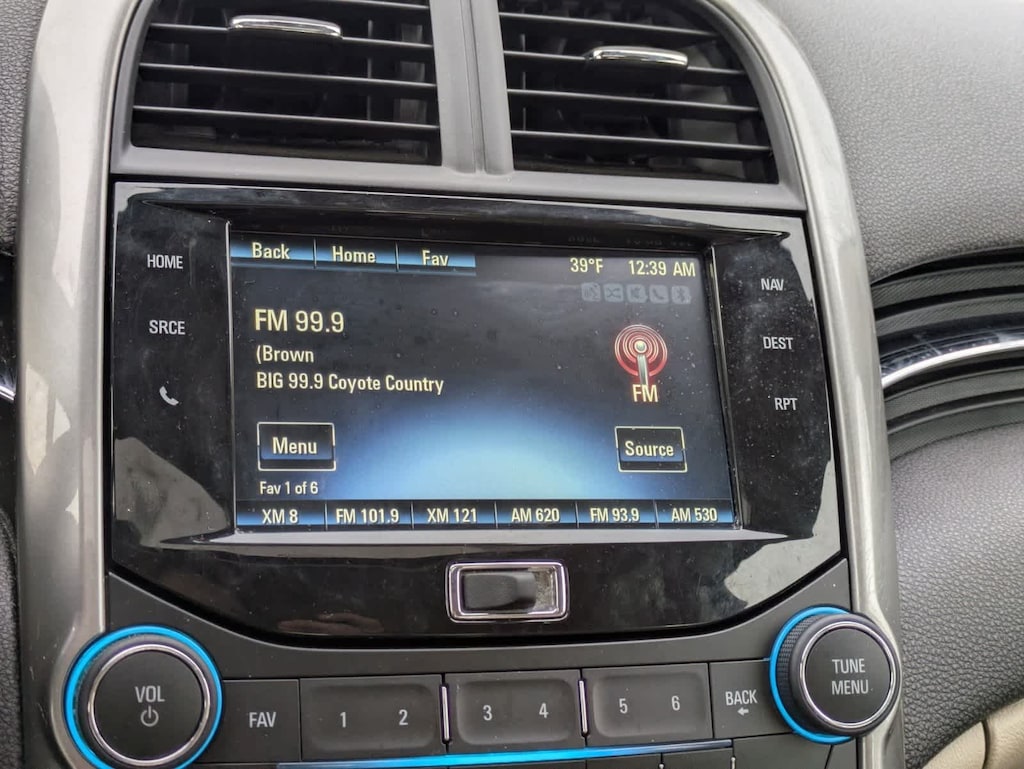 Back Home Fav
39°F 12:39 AM
FM 99.9
(Brown
BIG 99.9 Coyote Country
FM
Menu
Source
Fav 1 of 6
XM 8 FM 101.9 XM 121 AM 620 FM 93.9 AM 530
HOME
SRCE
NAV
DEST
RPT
VOL
FAV
1 2
3 4
5 6
BACK
TUNE
MENU